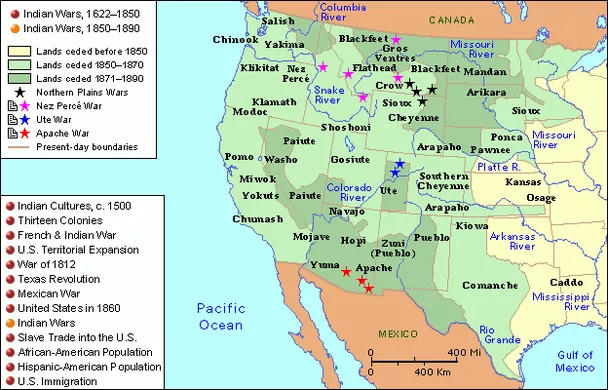 Indian Wars, 1622–1850
Indian Wars, 1850–1890
Lands ceded before 1850
Lands ceded 1850–1870
Lands ceded 1871–1890
Northern Plains Wars
Nez Percé War
Ute War
Apache War
Present-day boundaries
Indian Cultures, c. 1500
Thirteen Colonies
French & Indian War
U.S. Territorial Expansion
War of 1812
Texas Revolution
Mexican War
United States in 1860
Indian Wars
Slave Trade into the U.S.
African-American Population
Hispanic-American Population
U.S. Immigration
Columbia
River
CANADA
Salish
Chinook
Yakima
Blackfeet
Gros
Ventres
Missouri
River
Klikitat
Nez
Percé
Flathead
Blackfeet
Mandan
Crow
Arikara
Snake
River
Klamath
Modoc
Sioux
Cheyenne
Sioux
Shoshoni
Ponca
Pawnee
Missouri
River
Paiute
Arapaho
Pomo
Washo
Gosiute
Platte R.
Miwok
Southern
Cheyenne
Kansas
Yokuts
Paiute
Colorado
River
Ute
Osage
Chumash
Navajo
Arapaho
Mojave
Hopi
Zuni
(Pueblo)
Pueblo
Kiowa
Arkansas
River
Yuma
Apache
Comanche
Caddo
Mississippi
River
Pacific
Ocean
MEXICO
Rio
Grande
Gulf of
Mexico
0
400 Mi
0
400 Km